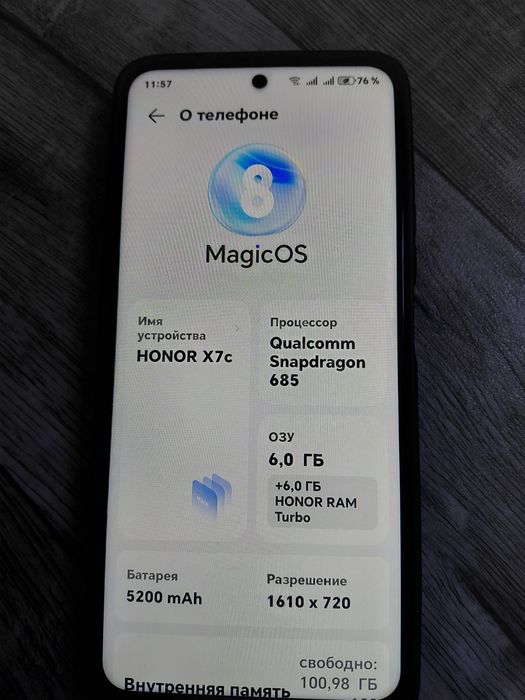 11:57 76 %
← О телефоне
8
MagicOS
Имя
устройства
HONOR X7c
Процессор
Qualcomm
Snapdragon
685
ОЗУ
6,0 ГБ
+6,0 ГБ
HONOR RAM
Turbo
Батарея
5200 mAh
Разрешение
1610 x 720
свободно:
100,98 ГБ
Внутренняя память